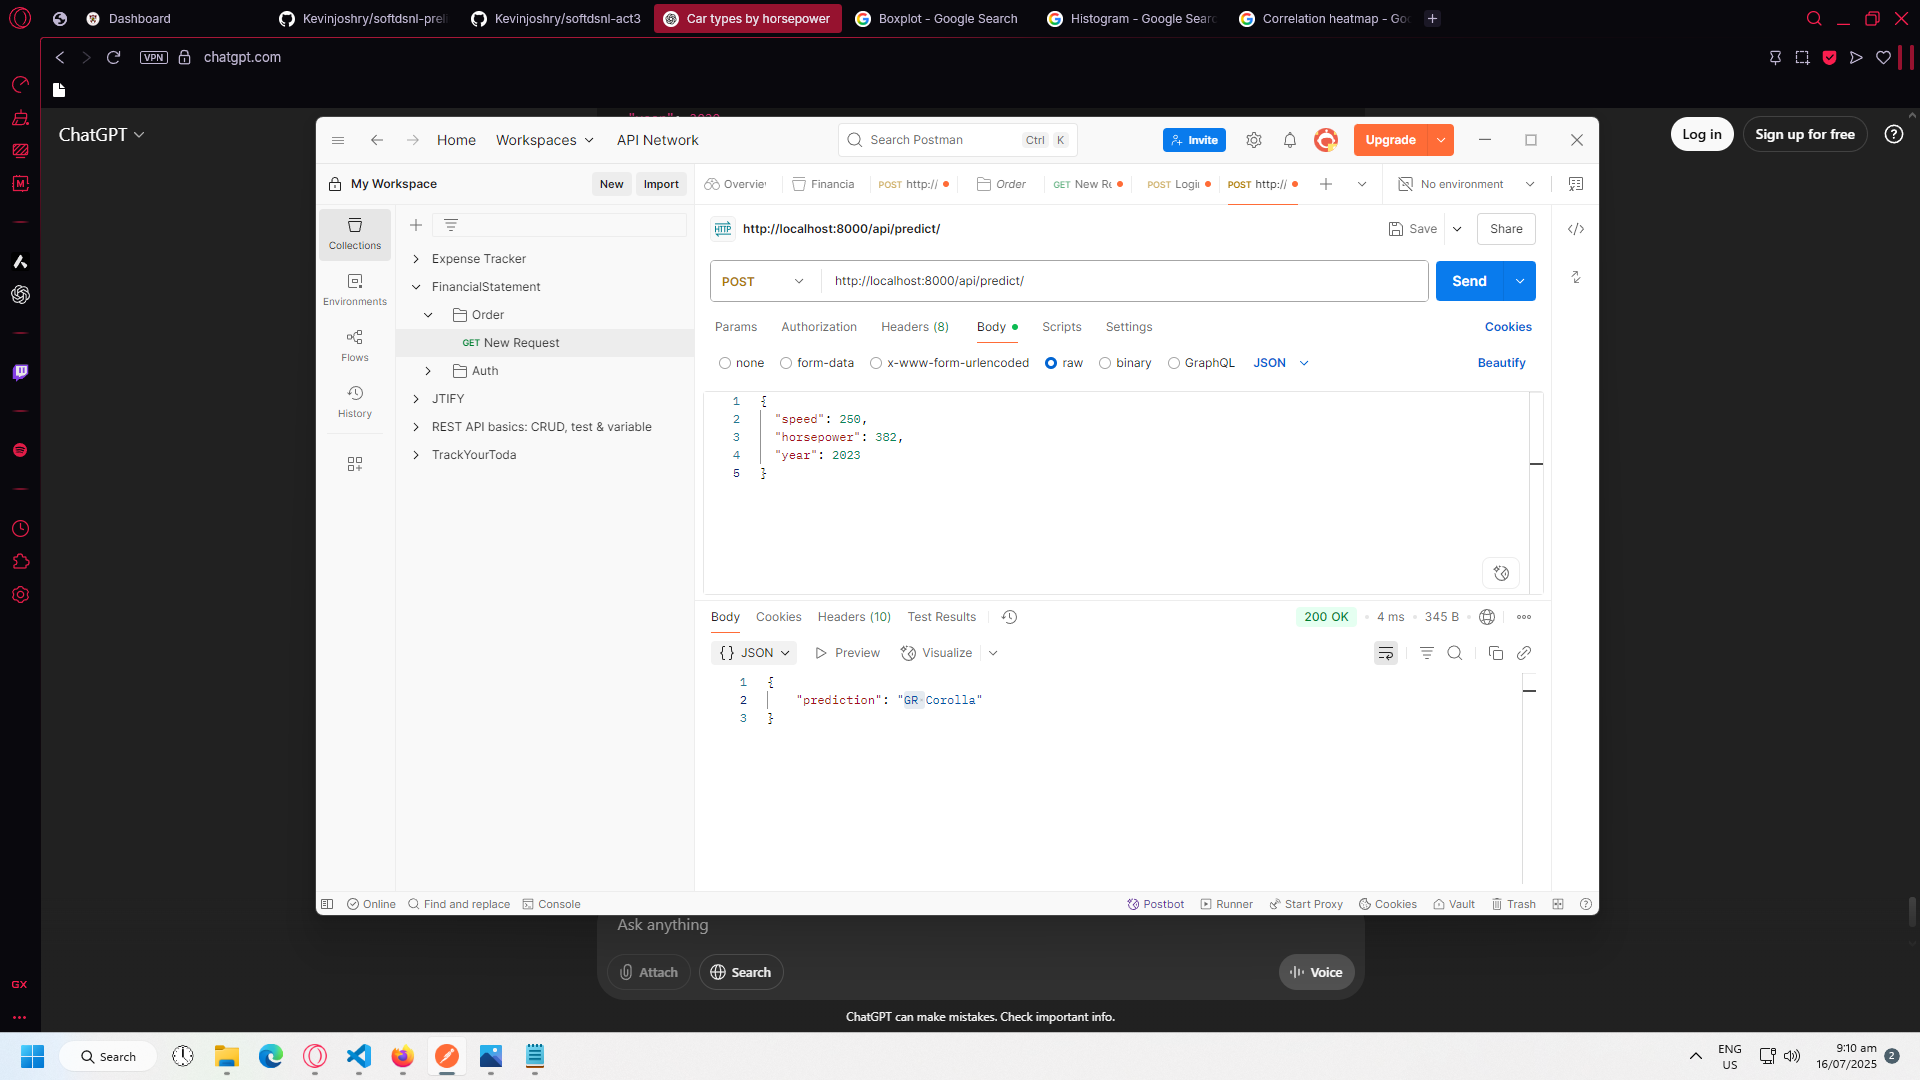 Dashboard
Kevinjoshry/softdsnl-prel
Kevinjoshry/softdsnl-act3
Car types by horsepower
Boxplot - Google Search
Histogram - Google Searc
Correlation heatmap - Goo
VPN
chatgpt.com
ChatGPT
Log in
Sign up for free
Home
Workspaces
API Network
Search Postman
Ctrl
K
Invite
Upgrade
My Workspace
New
Import
Overview
Financia
POST http:/
Order
GET New Re
POST Logi
POST http:/
No environment
Collections
Environments
Flows
History
Expense Tracker
FinancialStatement
Order
GET New Request
Auth
JTIFY
REST API basics: CRUD, test & variable
TrackYourToda
HTTP
http://localhost:8000/api/predict/
Save
Share
POST
http://localhost:8000/api/predict/
Send
Params
Authorization
Headers (8)
Body
Scripts
Settings
Cookies
none
form-data
x-www-form-urlencoded
raw
binary
GraphQL
JSON
Beautify
1 {
2 "speed": 250,
3 "horsepower": 382,
4 "year": 2023
5 }
Body
Cookies
Headers (10)
Test Results
200 OK
4 ms
345 B
{ } JSON
Preview
Visualize
1 {
2 "prediction": "GR Corolla"
3 }
Online
Find and replace
Console
Postbot
Runner
Start Proxy
Cookies
Vault
Trash
Ask anything
Attach
Search
Voice
ChatGPT can make mistakes. Check important info.
GX
Search
ENG
US
9:10 am
16/07/2025
2